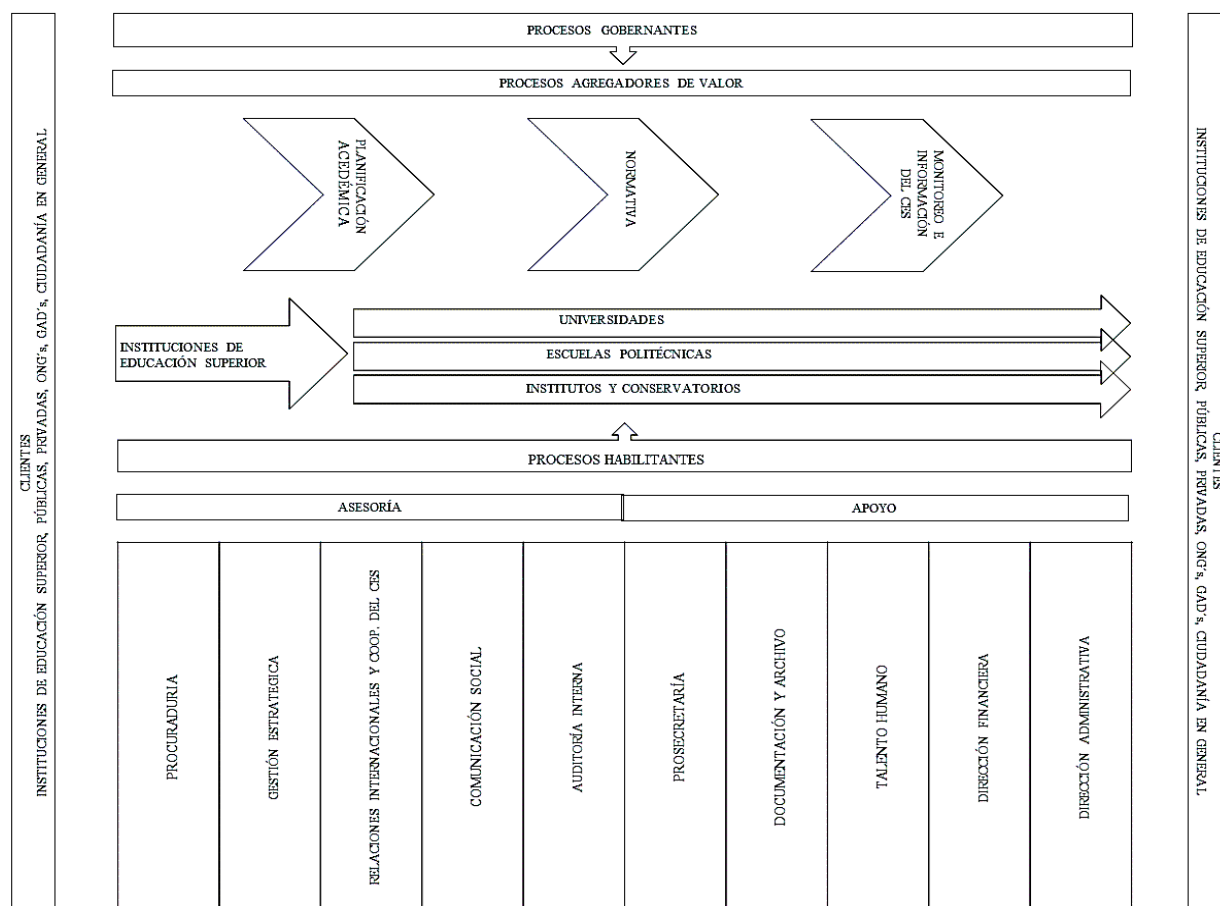 CLIENTES
INSTITUCIONES DE EDUCACIÓN SUPERIOR, PÚBLICAS, PRIVADAS, ONG's, GAD's, CIUDADANÍA EN GENERAL
PROCESOS GOBERNANTES
PROCESOS AGREGADORES DE VALOR
PLANIFICACIÓN
ACEDÉMICA
NORMATIVA
MONITOREO E
INFORMACIÓN
DEL CES
INSTITUCIONES DE
EDUCACIÓN SUPERIOR
UNIVERSIDADES
ESCUELAS POLITÉCNICAS
INSTITUTOS Y CONSERVATORIOS
PROCESOS HABILITANTES
ASESORÍA
APOYO
PROCURADURIA
GESTIÓN ESTRATEGICA
RELACIONES INTERNACIONALES Y COOP. DEL CES
COMUNICACIÓN SOCIAL
AUDITORÍA INTERNA
PROSECRETARÍA
DOCUMENTACIÓN Y ARCHIVO
TALENTO HUMANO
DIRECCIÓN FINANCIERA
DIRECCIÓN ADMINISTRATIVA
CLIENTES
INSTITUCIONES DE EDUCACIÓN SUPERIOR, PÚBLICAS, PRIVADAS, ONG's, GAD's, CIUDADANÍA EN GENERAL